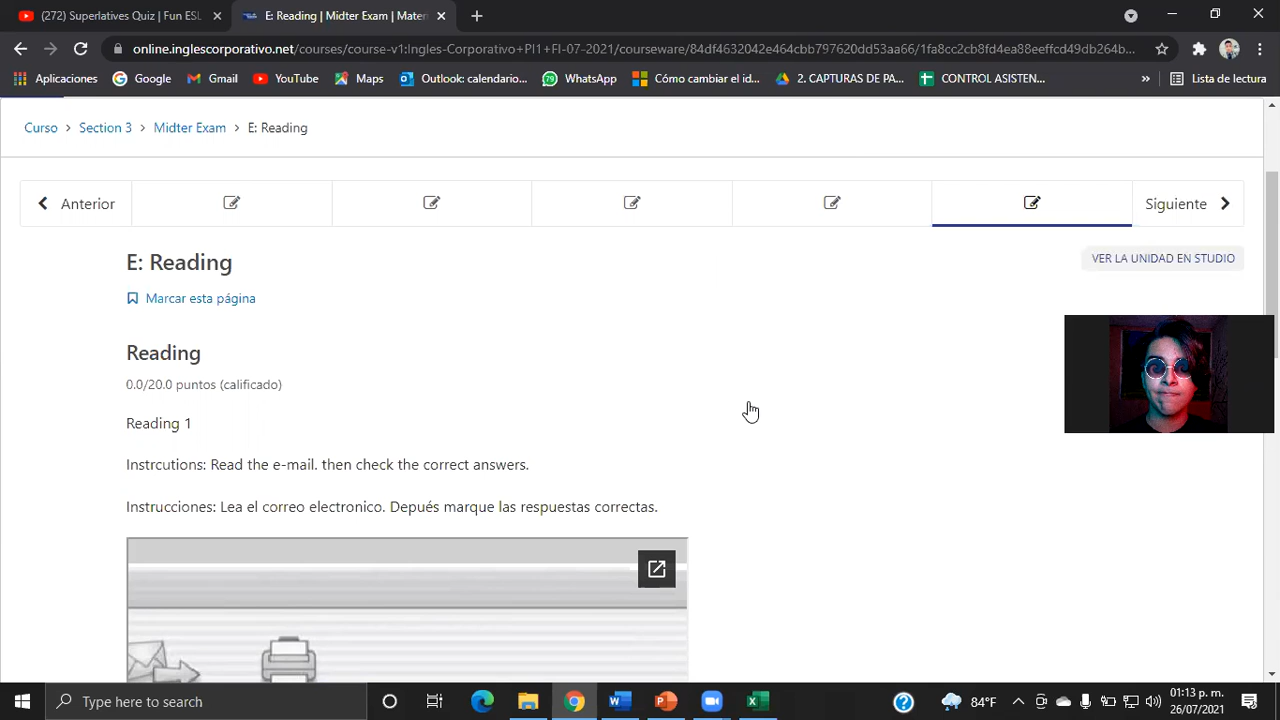 (272) Superlatives Quiz | Fun ESL
E: Reading | Midter Exam | Mater
online.inglescorporativo.net/courses/course-v1:Ingles-Corporativo+PI1+FI-07-2021/courseware/84df4632042e464cbb797620dd53aa66/1fa8cc2cb8fd4ea88eeffcd49db264b...
Aplicaciones
Google
Gmail
YouTube
Maps
Outlook: calendario...
WhatsApp
Cómo cambiar el id...
2. CAPTURAS DE PA...
CONTROL ASISTEN...
»
Lista de lectura
Curso > Section 3 > Midter Exam > E: Reading
Anterior
Siguiente
E: Reading
VER LA UNIDAD EN STUDIO
Marcar esta página
Reading
0.0/20.0 puntos (calificado)
Reading 1
Instrcutions: Read the e-mail. then check the correct answers.
Instrucciones: Lea el correo electronico. Depués marque las respuestas correctas.
Type here to search
84°F
01:13 p. m.
26/07/2021